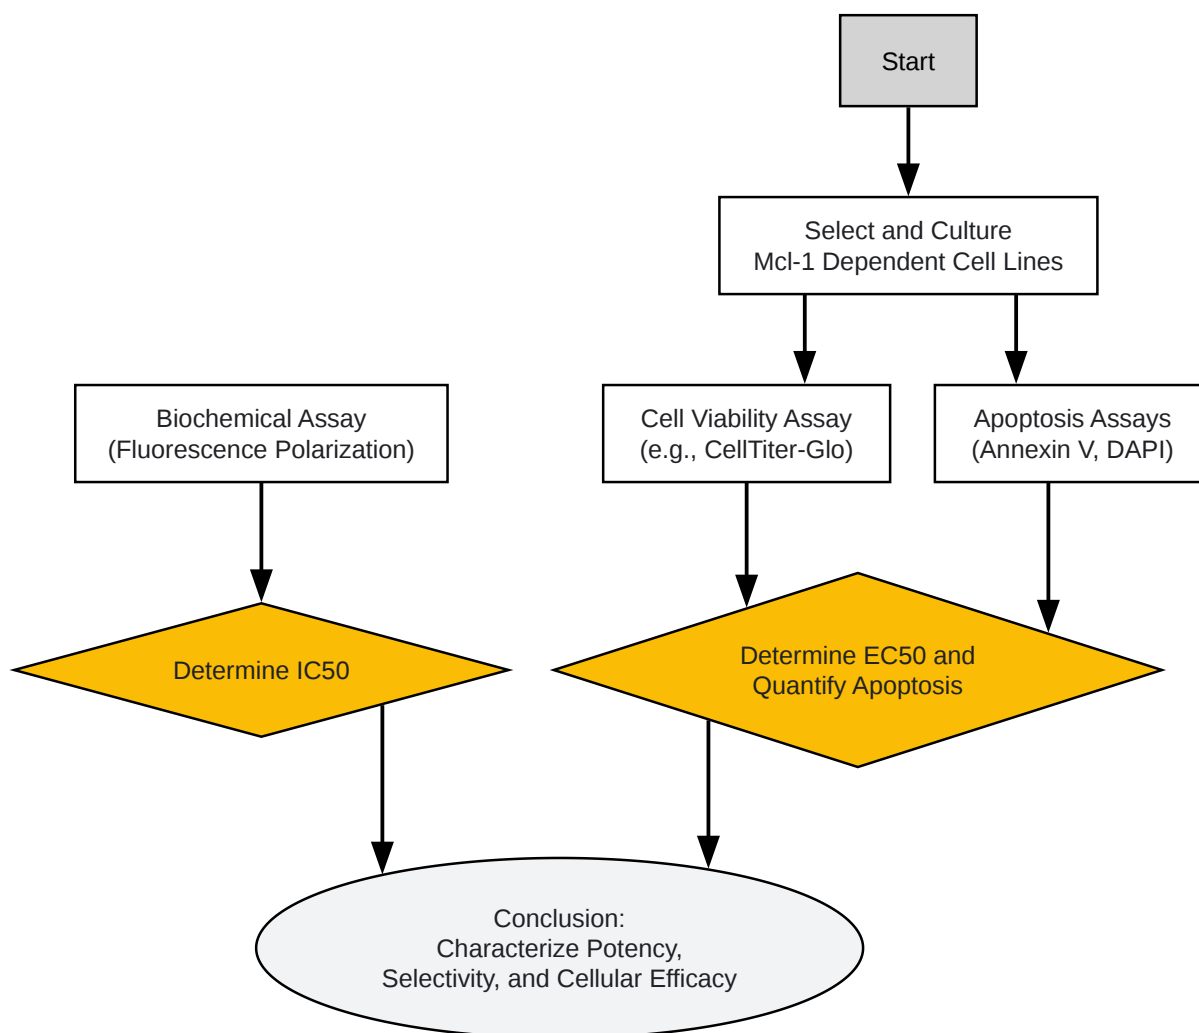 Start
Select and Culture
Mcl-1 Dependent Cell Lines
Biochemical Assay
(Fluorescence Polarization)
Cell Viability Assay
(e.g., CellTiter-Glo)
Apoptosis Assays
(Annexin V, DAPI)
Determine IC50
Determine EC50 and
Quantify Apoptosis
Conclusion:
Characterize Potency,
Selectivity, and Cellular Efficacy